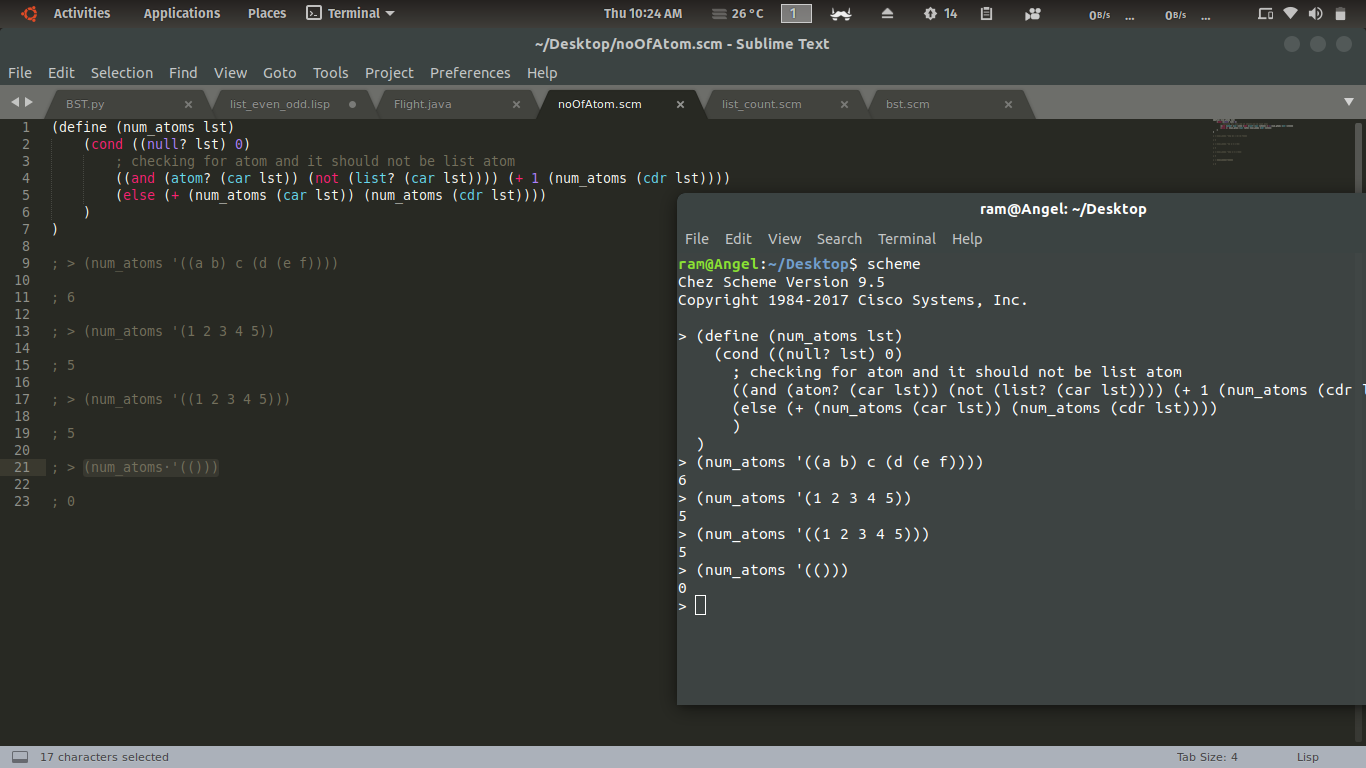 Activities Applications Places Terminal Thu 10:24 AM 26 °C 1 14 0B/s ... 0B/s ...
~/Desktop/noOfAtom.scm - Sublime Text
File Edit Selection Find View Goto Tools Project Preferences Help
BST.py list_even_odd.lisp Flight.java noOfAtom.scm list_count.scm bst.scm
1 (define (num_atoms lst)
2 (cond ((null? lst) 0)
3 ; checking for atom and it should not be list atom
4 ((and (atom? (car lst)) (not (list? (car lst)))) (+ 1 (num_atoms (cdr lst))))
5 (else (+ (num_atoms (car lst)) (num_atoms (cdr lst))))
6 )
7 )
8
9 ; > (num_atoms '((a b) c (d (e f))))
10
11 ; 6
12
13 ; > (num_atoms '(1 2 3 4 5))
14
15 ; 5
16
17 ; > (num_atoms '((1 2 3 4 5)))
18
19 ; 5
20
21 ; > (num_atoms·'(()))
22
23 ; 0
ram@Angel: ~/Desktop
File Edit View Search Terminal Help
ram@Angel:~/Desktop$ scheme
Chez Scheme Version 9.5
Copyright 1984-2017 Cisco Systems, Inc.
> (define (num_atoms lst)
(cond ((null? lst) 0)
; checking for atom and it should not be list atom
((and (atom? (car lst)) (not (list? (car lst)))) (+ 1 (num_atoms (cdr l
(else (+ (num_atoms (car lst)) (num_atoms (cdr lst))))
)
)
> (num_atoms '((a b) c (d (e f))))
6
> (num_atoms '(1 2 3 4 5))
5
> (num_atoms '((1 2 3 4 5)))
5
> (num_atoms '(()))
0
>
17 characters selected Tab Size: 4 Lisp